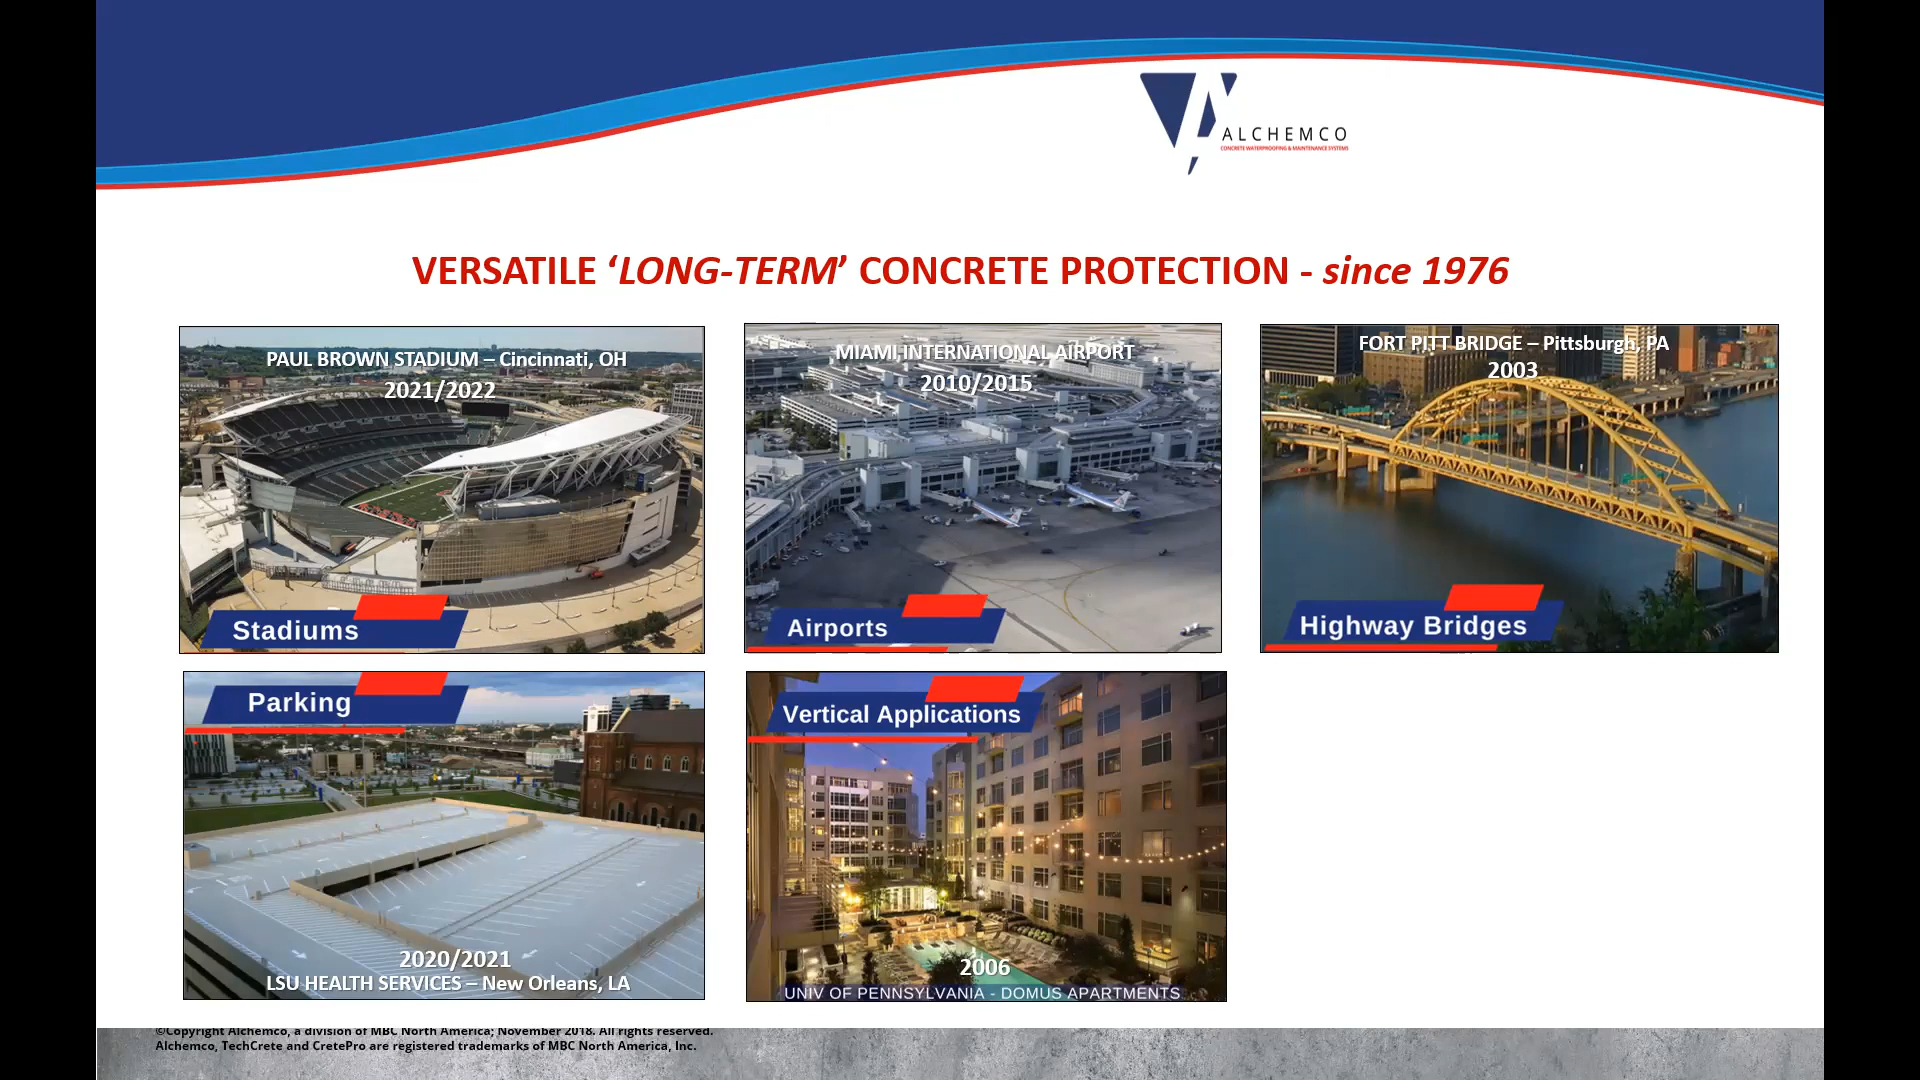 ALCHEMCO
CONCRETE WATERPROOFING & MAINTENANCE SYSTEMS
VERSATILE ‘LONG-TERM’ CONCRETE PROTECTION - since 1976
PAUL BROWN STADIUM – Cincinnati, OH
2021/2022
Stadiums
MIAMI INTERNATIONAL AIRPORT
2010/2015
Airports
FORT PITT BRIDGE – Pittsburgh, PA
2003
Highway Bridges
Parking
2020/2021
LSU HEALTH SERVICES – New Orleans, LA
Vertical Applications
2006
UNIV OF PENNSYLVANIA - DOMUS APARTMENTS
©Copyright Alchemco, a division of MBC North America; November 2018. All rights reserved.
Alchemco, TechCrete and CretePro are registered trademarks of MBC North America, Inc.